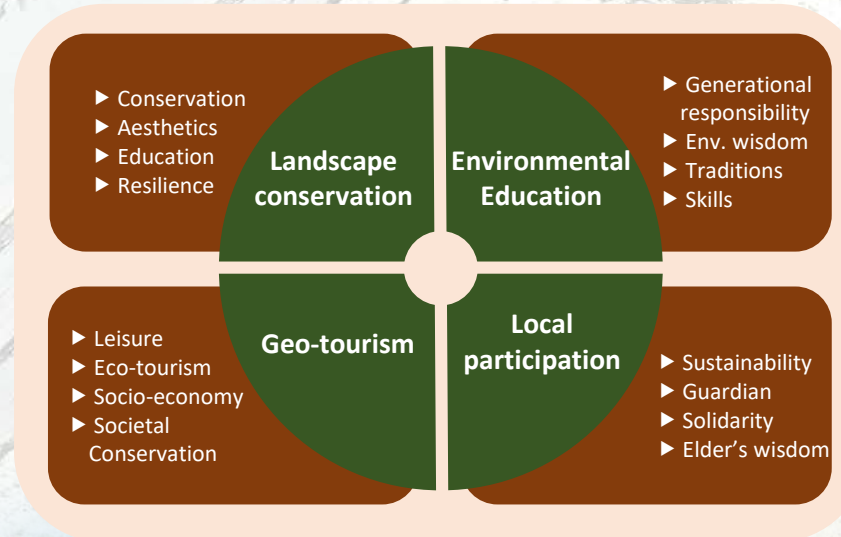 ▶ Conservation
▶ Aesthetics
▶ Education
▶ Resilience
Landscape
conservation
Environmental
Education
▶ Generational
responsibility
▶ Env. wisdom
▶ Traditions
▶ Skills
▶ Leisure
▶ Eco-tourism
▶ Socio-economy
▶ Societal
Conservation
Geo-tourism
Local
participation
▶ Sustainability
▶ Guardian
▶ Solidarity
▶ Elder’s wisdom